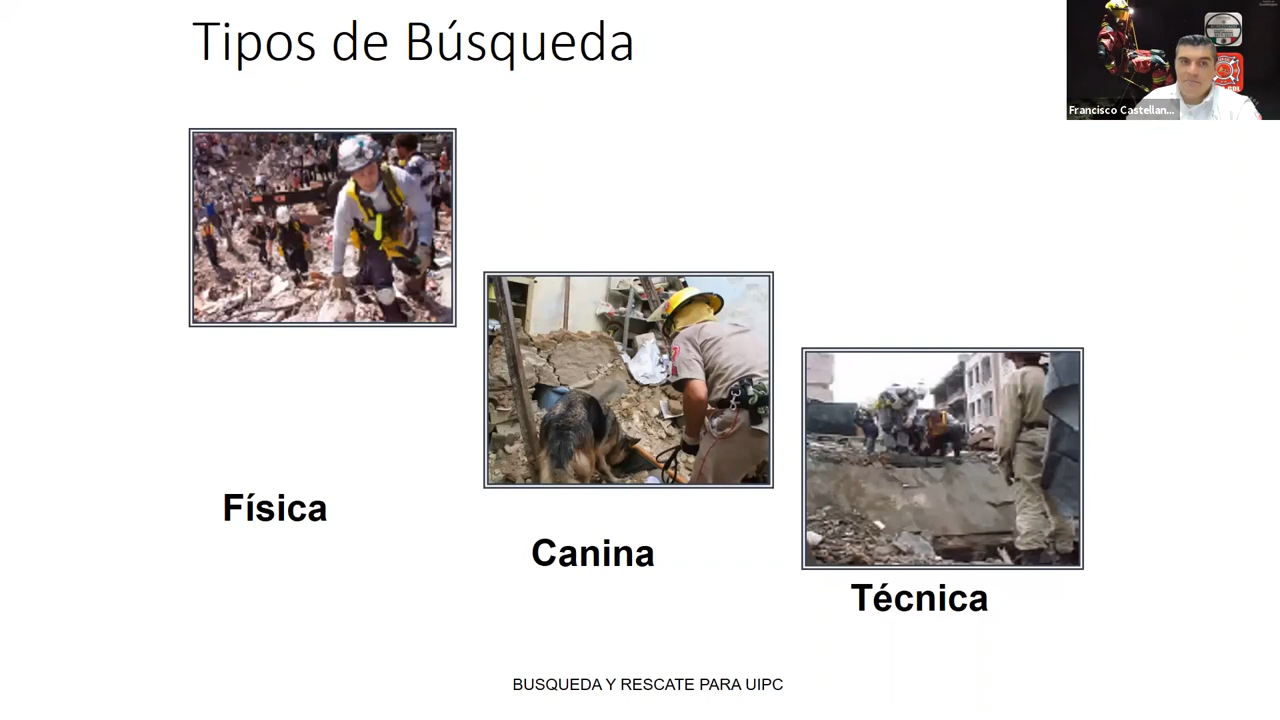 Tipos de Búsqueda
Francisco Castellan...
Física
Canina
Técnica
BUSQUEDA Y RESCATE PARA UIPC